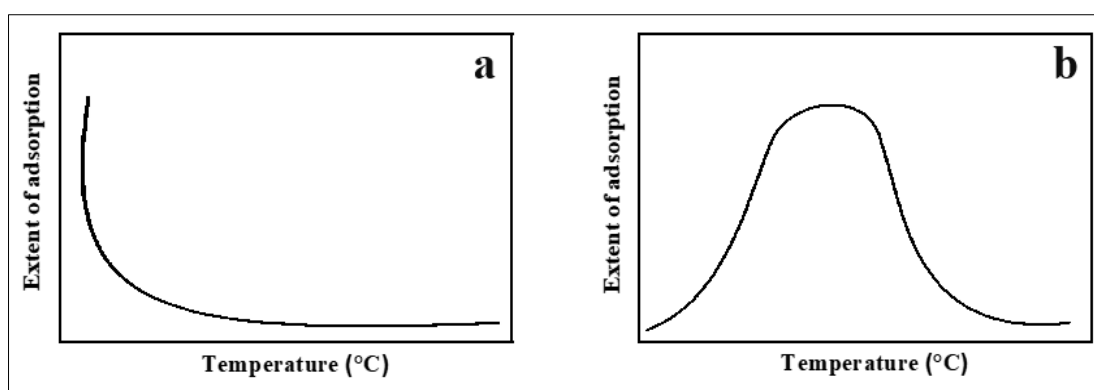 a
Extent of adsorption
Temperature (°C)
b
Extent of adsorption
Temperature (°C)